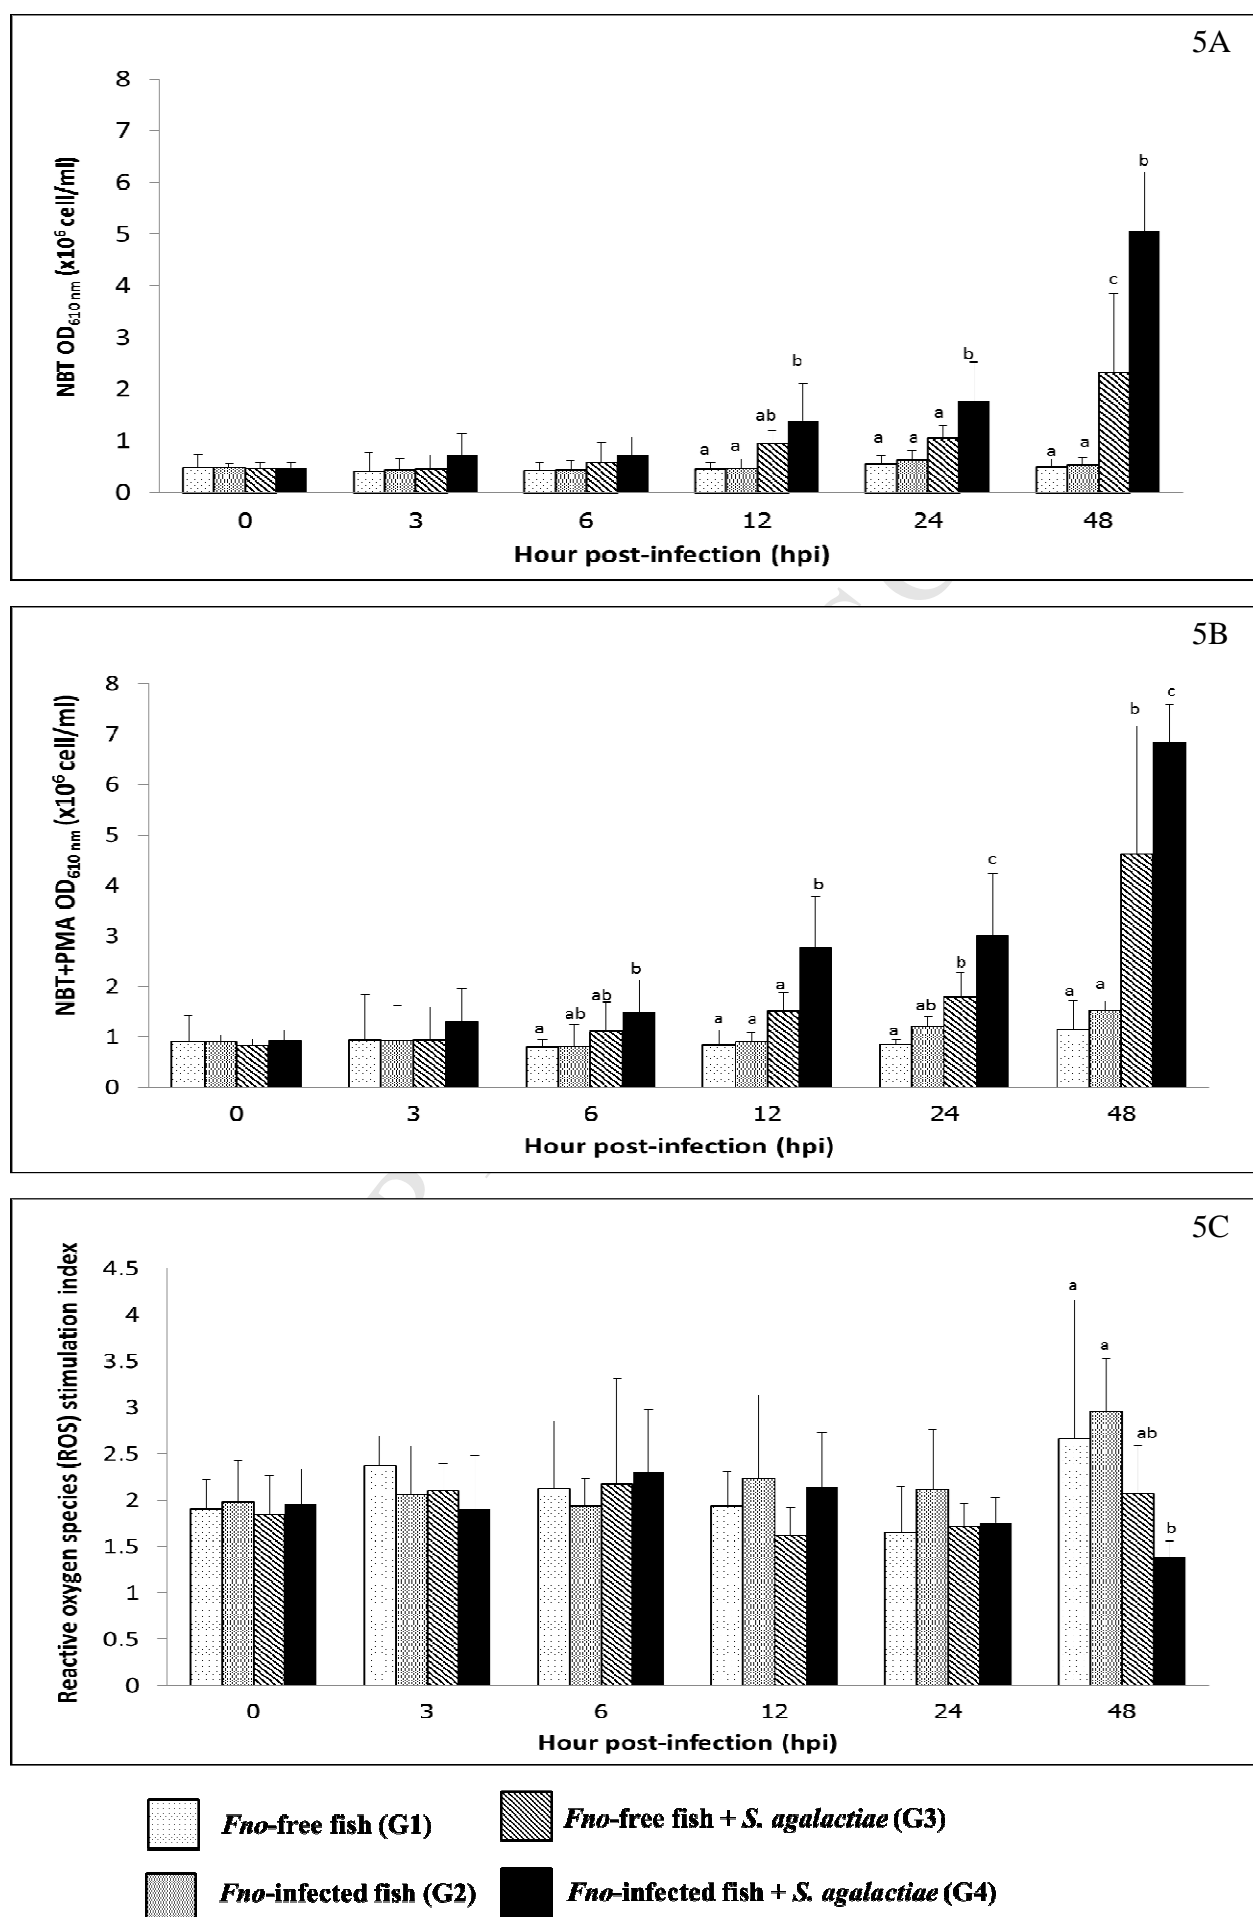 5A
NBT OD610 nm (x10⁶ cell/ml)
8
7
6
5
4
3
2
1
0
b
c
b
b
ab
a
a
a
a
a
a
a
0 3 6 12 24 48
Hour post-infection (hpi)
5B
NBT+PMA OD610 nm (x10⁶ cell/ml)
8
7
6
5
4
3
2
1
0
a ab ab b
a a a b
a ab b c
a a b c
0 3 6 12 24 48
Hour post-infection (hpi)
5C
Reactive oxygen species (ROS) stimulation index
4.5
4
3.5
3
2.5
2
1.5
1
0.5
0
a a ab b
0 3 6 12 24 48
Hour post-infection (hpi)
Fno-free fish (G1)
Fno-free fish + S. agalactiae (G3)
Fno-infected fish (G2)
Fno-infected fish + S. agalactiae (G4)